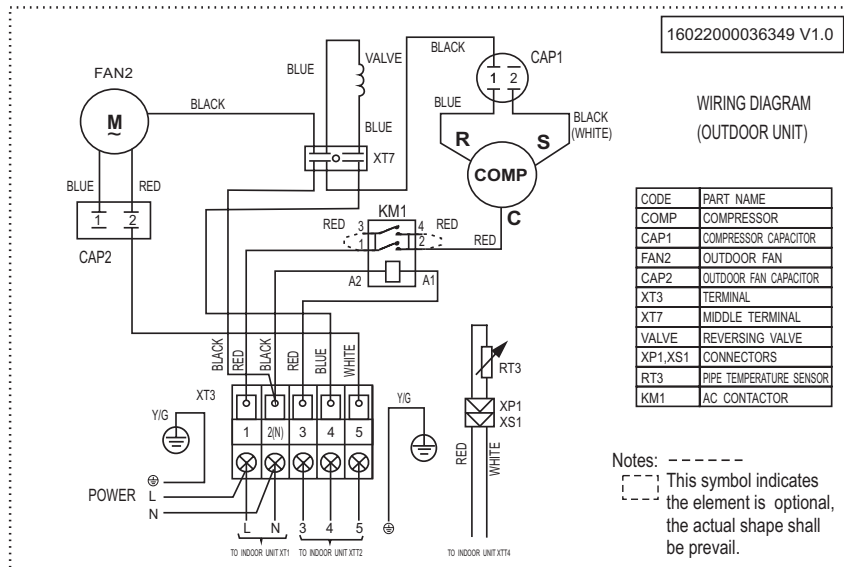 16022000036349 V1.0
WIRING DIAGRAM
(OUTDOOR UNIT)
FAN2
M
~
BLACK
BLUE
RED
1
2
CAP2
BLUE
VALVE
BLUE
XT7
BLACK
CAP1
1 2
BLUE
BLACK
(WHITE)
R
S
COMP
C
KM1
RED
3
4
RED
1
2
RED
A2
A1
BLACK
RED
BLACK
RED
BLUE
WHITE
XT3
Y/G
1
2(N)
3
4
5
Y/G
POWER
L
N
L
N
3
4
5
TO INDOOR UNIT XT1
TO INDOOR UNIT XTT2
RT3
XP1
XS1
RED
WHITE
TO INDOOR UNIT XTT4
CODE PART NAME
COMP COMPRESSOR
CAP1 COMPRESSOR CAPACITOR
FAN2 OUTDOOR FAN
CAP2 OUTDOOR FAN CAPACITOR
XT3 TERMINAL
XT7 MIDDLE TERMINAL
VALVE REVERSING VALVE
XP1,XS1 CONNECTORS
RT3 PIPE TEMPERATURE SENSOR
KM1 AC CONTACTOR
Notes:
This symbol indicates
the element is optional,
the actual shape shall
be prevail.